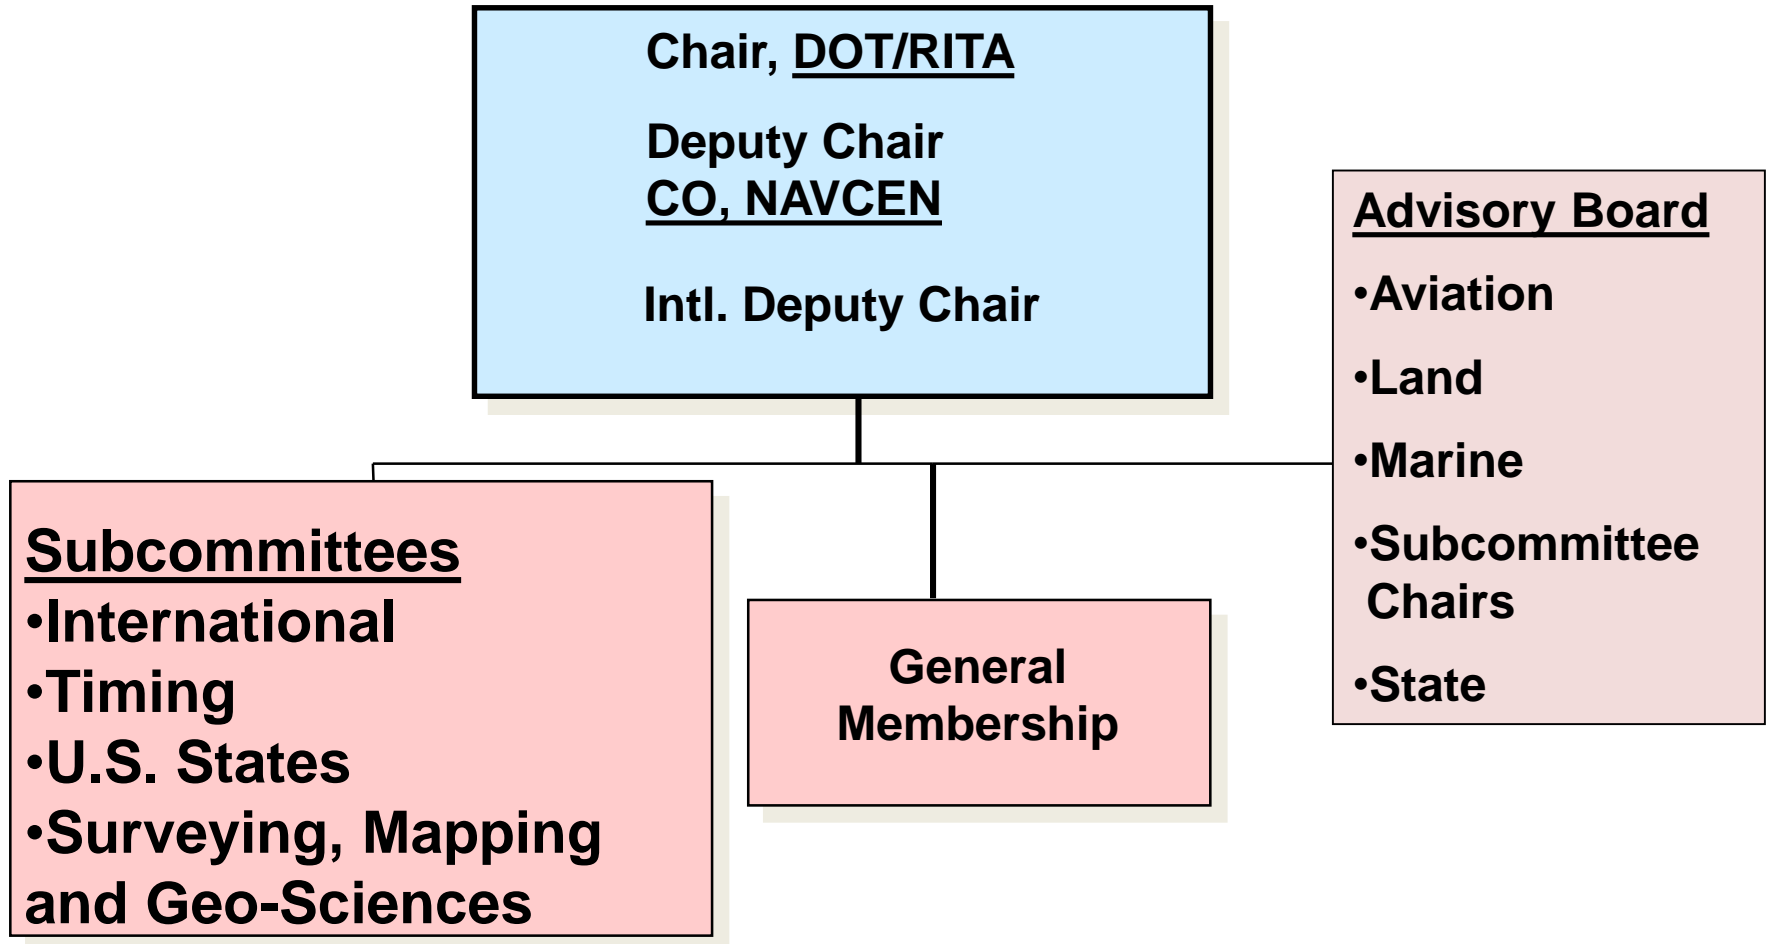 Chair, DOT/RITA
Deputy Chair
CO, NAVCEN
Intl. Deputy Chair
Advisory Board
•Aviation
•Land
•Marine
•Subcommittee
Chairs
•State
Subcommittees
•International
•Timing
•U.S. States
•Surveying, Mapping
and Geo-Sciences
General
Membership